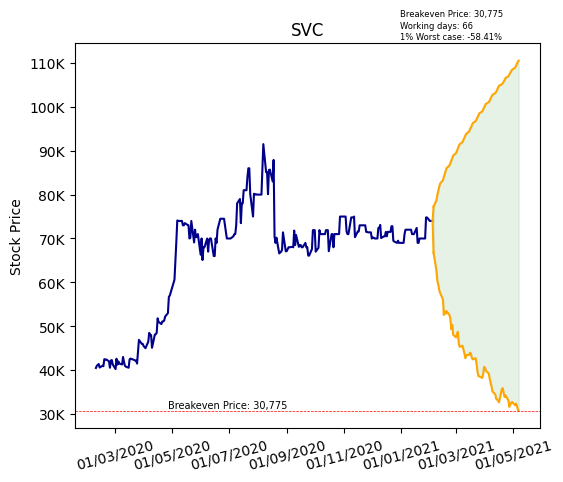 Breakeven Price: 30,775
Working days: 66
1% Worst case: -58.41%
SVC
110K
100K
90K
80K
70K
60K
50K
40K
30K
Stock Price
Breakeven Price: 30,775
01/03/2020
01/05/2020
01/07/2020
01/09/2020
01/11/2020
01/01/2021
01/03/2021
01/05/2021